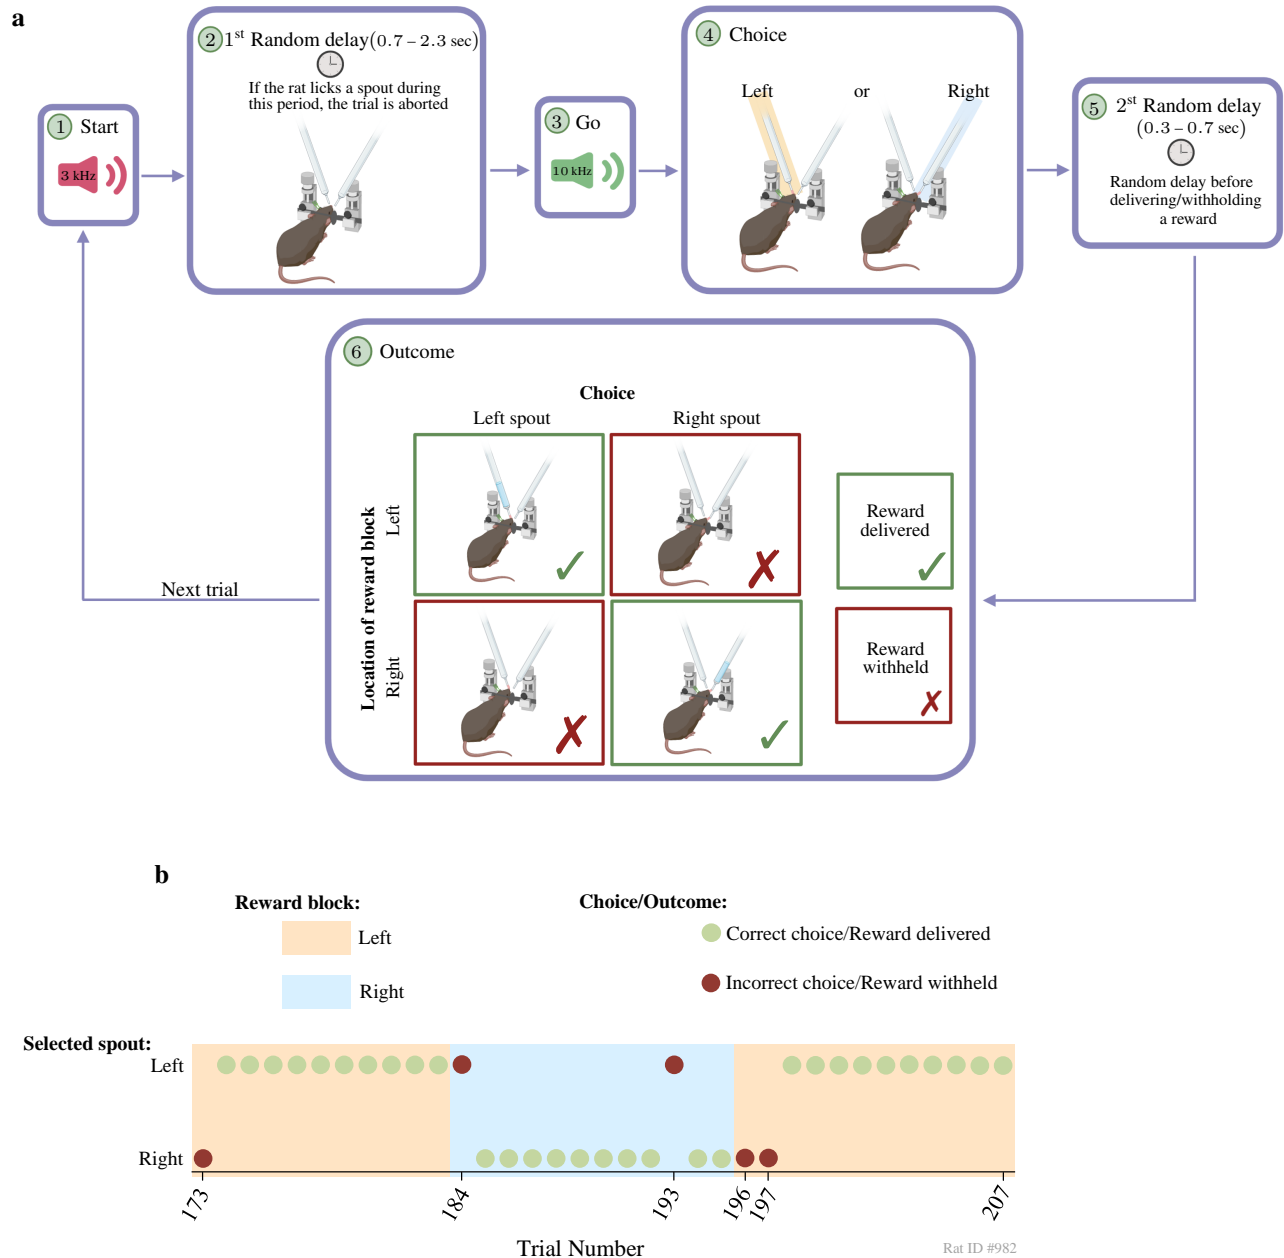 a
1 Start
3 kHz
2 1st Random delay(0.7 – 2.3 sec)
If the rat licks a spout during
this period, the trial is aborted
3 Go
10 kHz
4 Choice
Left or Right
5 2st Random delay
(0.3 – 0.7 sec)
Random delay before
delivering/withholding
a reward
6 Outcome
Choice
Left spout Right spout
Location of reward block
Left
Right
✓
✗
✗
✓
Reward
delivered
✓
Reward
withheld
✗
Next trial
b
Reward block:
Left
Right
Choice/Outcome:
Correct choice/Reward delivered
Incorrect choice/Reward withheld
Selected spout:
Left
Right
173 184 193 196 197 207
Trial Number
Rat ID #982